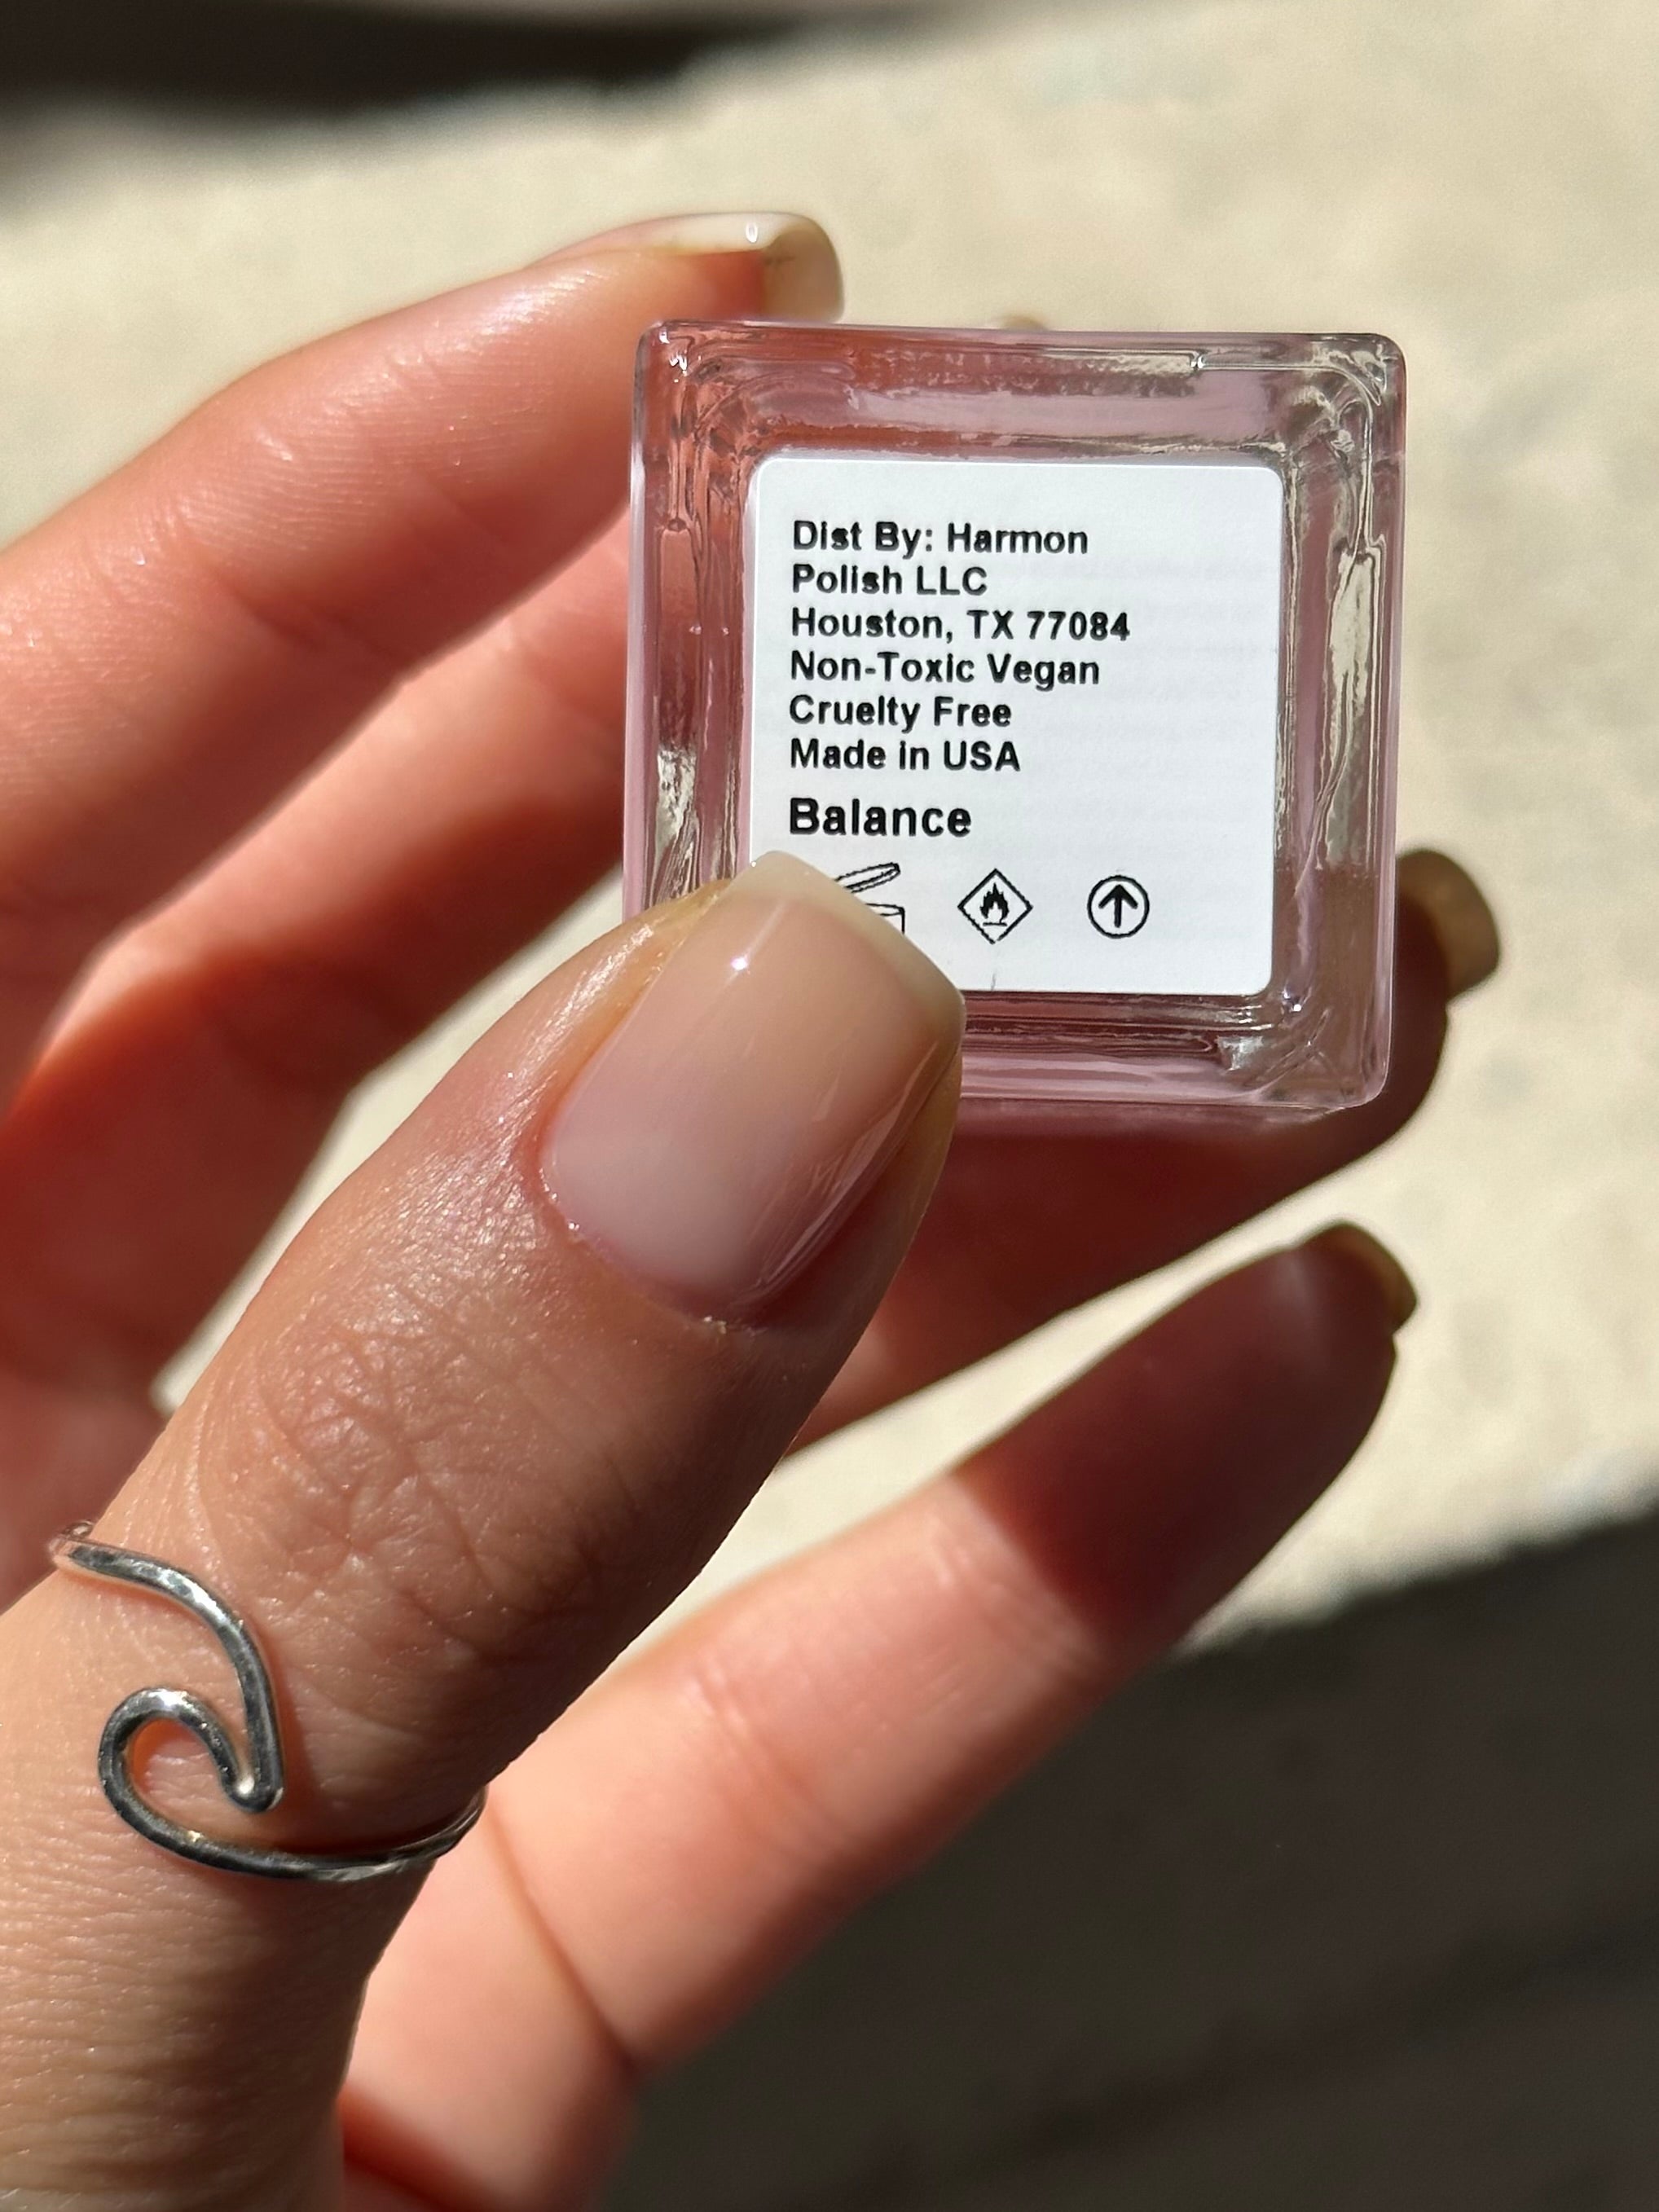 Dist By: Harmon
Polish LLC
Houston, TX 77084
Non-Toxic Vegan
Cruelty Free
Made in USA
Balance